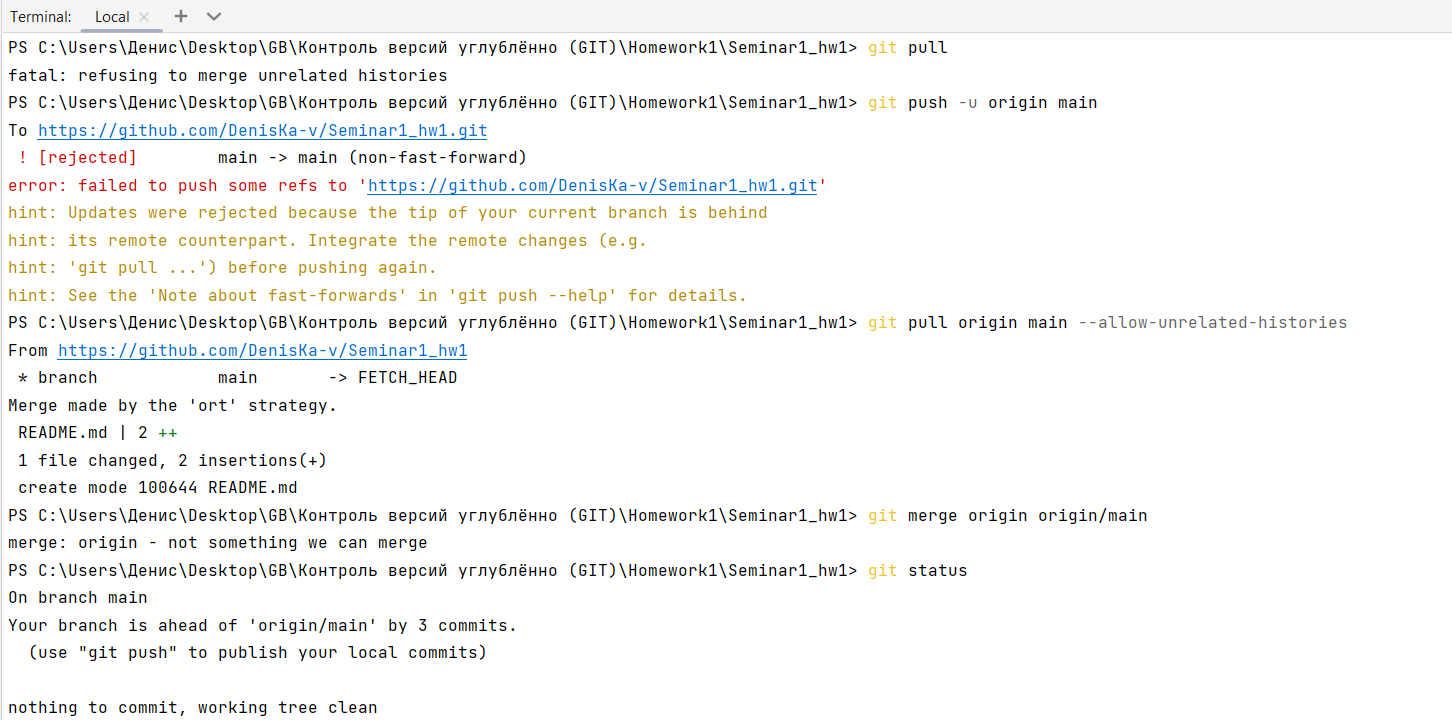 Terminal: Local × + ⌄
PS C:\Users\Денис\Desktop\GB\Контроль версий углублённо (GIT)\Homework1\Seminar1_hw1> git pull
fatal: refusing to merge unrelated histories
PS C:\Users\Денис\Desktop\GB\Контроль версий углублённо (GIT)\Homework1\Seminar1_hw1> git push -u origin main
To https://github.com/DenisKa-v/Seminar1_hw1.git
 ! [rejected]        main -> main (non-fast-forward)
error: failed to push some refs to 'https://github.com/DenisKa-v/Seminar1_hw1.git'
hint: Updates were rejected because the tip of your current branch is behind
hint: its remote counterpart. Integrate the remote changes (e.g.
hint: 'git pull ...') before pushing again.
hint: See the 'Note about fast-forwards' in 'git push --help' for details.
PS C:\Users\Денис\Desktop\GB\Контроль версий углублённо (GIT)\Homework1\Seminar1_hw1> git pull origin main --allow-unrelated-histories
From https://github.com/DenisKa-v/Seminar1_hw1
 * branch            main       -> FETCH_HEAD
Merge made by the 'ort' strategy.
 README.md | 2 ++
 1 file changed, 2 insertions(+)
 create mode 100644 README.md
PS C:\Users\Денис\Desktop\GB\Контроль версий углублённо (GIT)\Homework1\Seminar1_hw1> git merge origin origin/main
merge: origin - not something we can merge
PS C:\Users\Денис\Desktop\GB\Контроль версий углублённо (GIT)\Homework1\Seminar1_hw1> git status
On branch main
Your branch is ahead of 'origin/main' by 3 commits.
  (use "git push" to publish your local commits)
nothing to commit, working tree clean